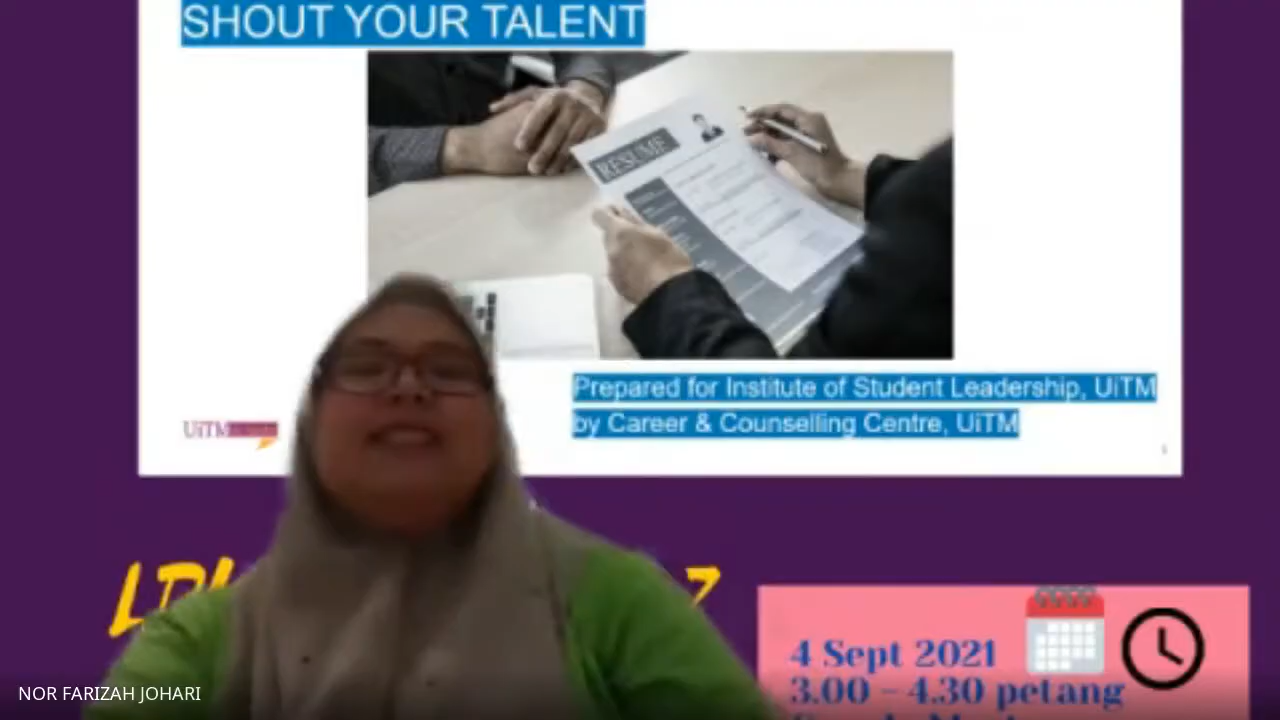 SHOUT YOUR TALENT
RESUME
Prepared for Institute of Student Leadership, UiTM
by Career & Counselling Centre, UiTM
UiTM
4 Sept 2021
3.00 - 4.30 petang
NOR FARIZAH JOHARI